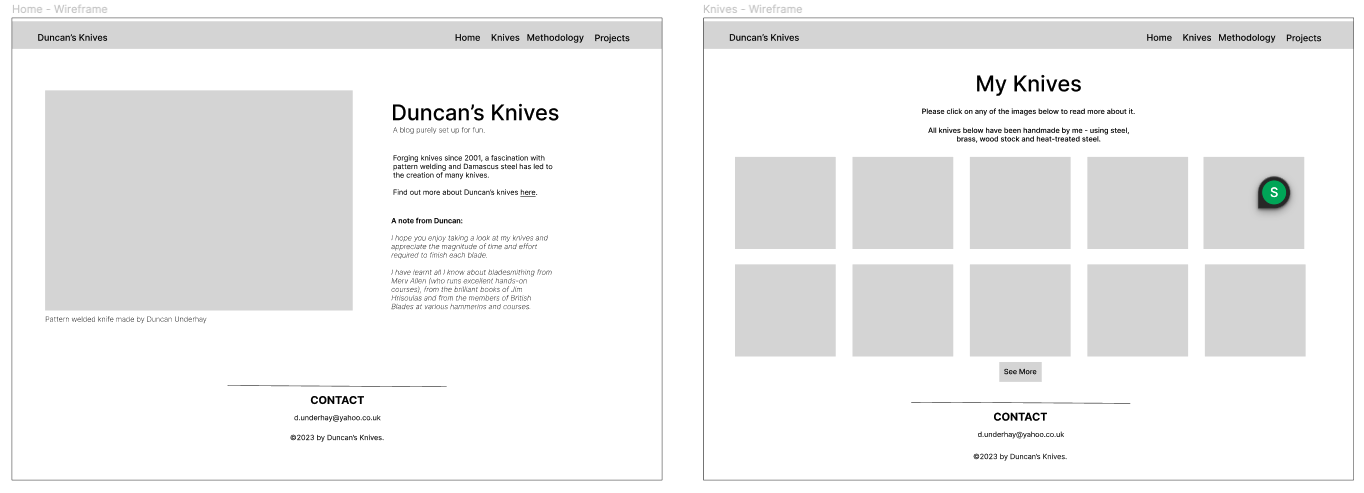 Home - Wireframe
Duncan's Knives
Home Knives Methodology Projects
Duncan's Knives
A blog purely set up for fun.
Forging knives since 2001, a fascination with
pattern welding and Damascus steel has led to
the creation of many knives.
Find out more about Duncan's knives here.
A note from Duncan:
I hope you enjoy taking a look at my knives and
appreciate the magnitude of time and effort
required to finish each blade.
I have learnt all I know about bladesmithing from
Merv Allen (who runs excellent hands-on
courses), from the brilliant books of Jim
Hrisoulas and from the members of British
Blades at various hammerins and courses.
Pattern welded knife made by Duncan Underhay
CONTACT
d.underhay@yahoo.co.uk
©2023 by Duncan's Knives.
Knives - Wireframe
Duncan's Knives
Home Knives Methodology Projects
My Knives
Please click on any of the images below to read more about it.
All knives below have been handmade by me - using steel,
brass, wood stock and heat-treated steel.
S
See More
CONTACT
d.underhay@yahoo.co.uk
©2023 by Duncan's Knives.